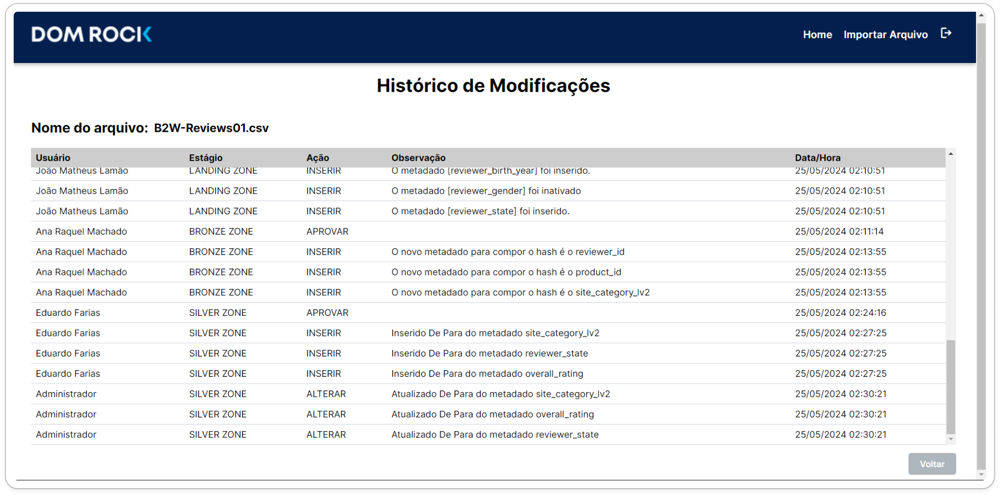 DOM ROCK
Home Importar Arquivo
Histórico de Modificações
Nome do arquivo: B2W-Reviews01.csv
Usuário Estágio Ação Observação Data/Hora
João Matheus Lamão LANDING ZONE INSERIR O metadado [reviewer_birth_year] foi inserido. 25/05/2024 02:10:51
João Matheus Lamão LANDING ZONE INSERIR O metadado [reviewer_gender] foi inativado 25/05/2024 02:10:51
João Matheus Lamão LANDING ZONE INSERIR O metadado [reviewer_state] foi inserido. 25/05/2024 02:10:51
Ana Raquel Machado BRONZE ZONE APROVAR 25/05/2024 02:11:14
Ana Raquel Machado BRONZE ZONE INSERIR O novo metadado para compor o hash é o reviewer_id 25/05/2024 02:13:55
Ana Raquel Machado BRONZE ZONE INSERIR O novo metadado para compor o hash é o product_id 25/05/2024 02:13:55
Ana Raquel Machado BRONZE ZONE INSERIR O novo metadado para compor o hash é o site_category_lv2 25/05/2024 02:13:55
Eduardo Farias SILVER ZONE APROVAR 25/05/2024 02:24:16
Eduardo Farias SILVER ZONE INSERIR Inserido De Para do metadado site_category_lv2 25/05/2024 02:27:25
Eduardo Farias SILVER ZONE INSERIR Inserido De Para do metadado reviewer_state 25/05/2024 02:27:25
Eduardo Farias SILVER ZONE INSERIR Inserido De Para do metadado overall_rating 25/05/2024 02:27:25
Administrador SILVER ZONE ALTERAR Atualizado De Para do metadado site_category_lv2 25/05/2024 02:30:21
Administrador SILVER ZONE ALTERAR Atualizado De Para do metadado overall_rating 25/05/2024 02:30:21
Administrador SILVER ZONE ALTERAR Atualizado De Para do metadado reviewer_state 25/05/2024 02:30:21
Voltar